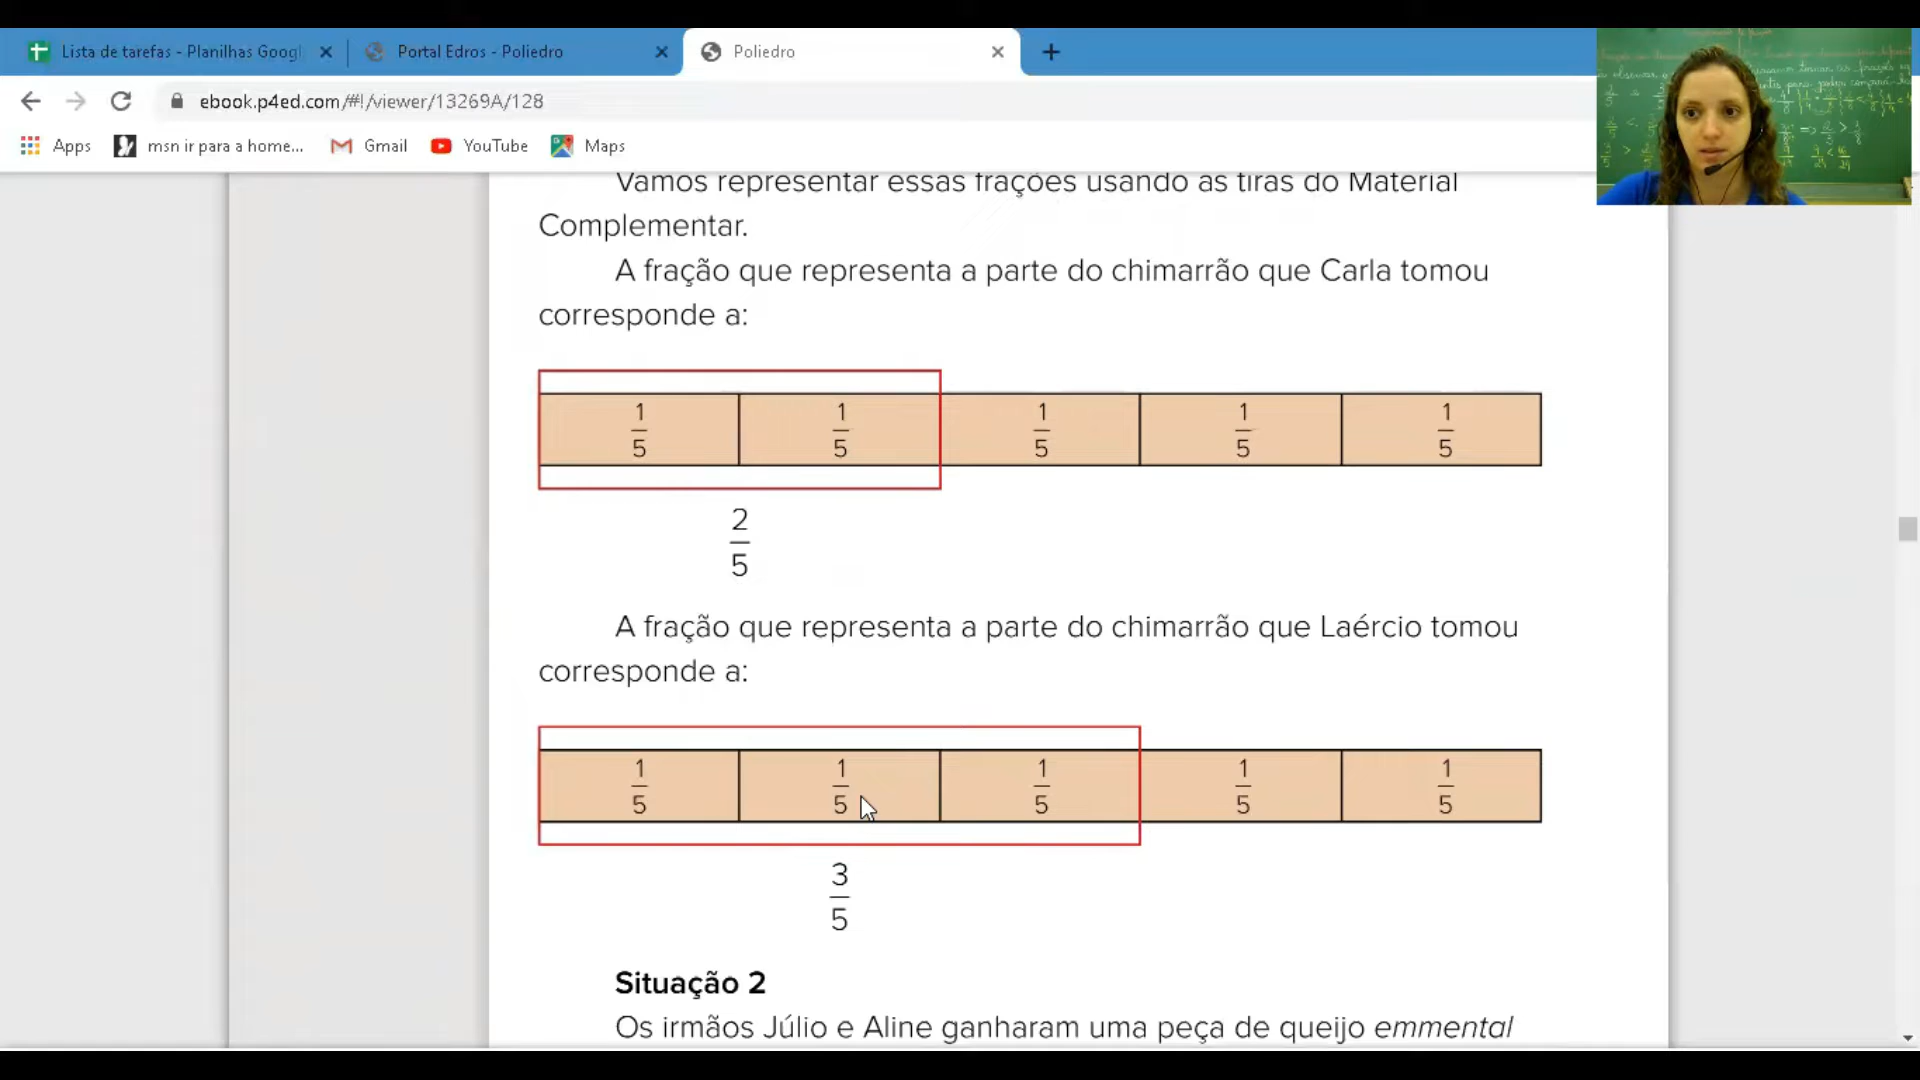 Lista de tarefas - Planilhas Googl
Portal Edros - Poliedro
Poliedro
ebook.p4ed.com/#!/viewer/13269A/128
Apps
msn ir para a home...
Gmail
YouTube
Maps
Vamos representar essas frações usando as tiras do Material
Complementar.
A fração que representa a parte do chimarrão que Carla tomou
corresponde a:
1/5 1/5 1/5 1/5 1/5
2/5
A fração que representa a parte do chimarrão que Laércio tomou
corresponde a:
1/5 1/5 1/5 1/5 1/5
3/5
Situação 2
Os irmãos Júlio e Aline ganharam uma peça de queijo emmental